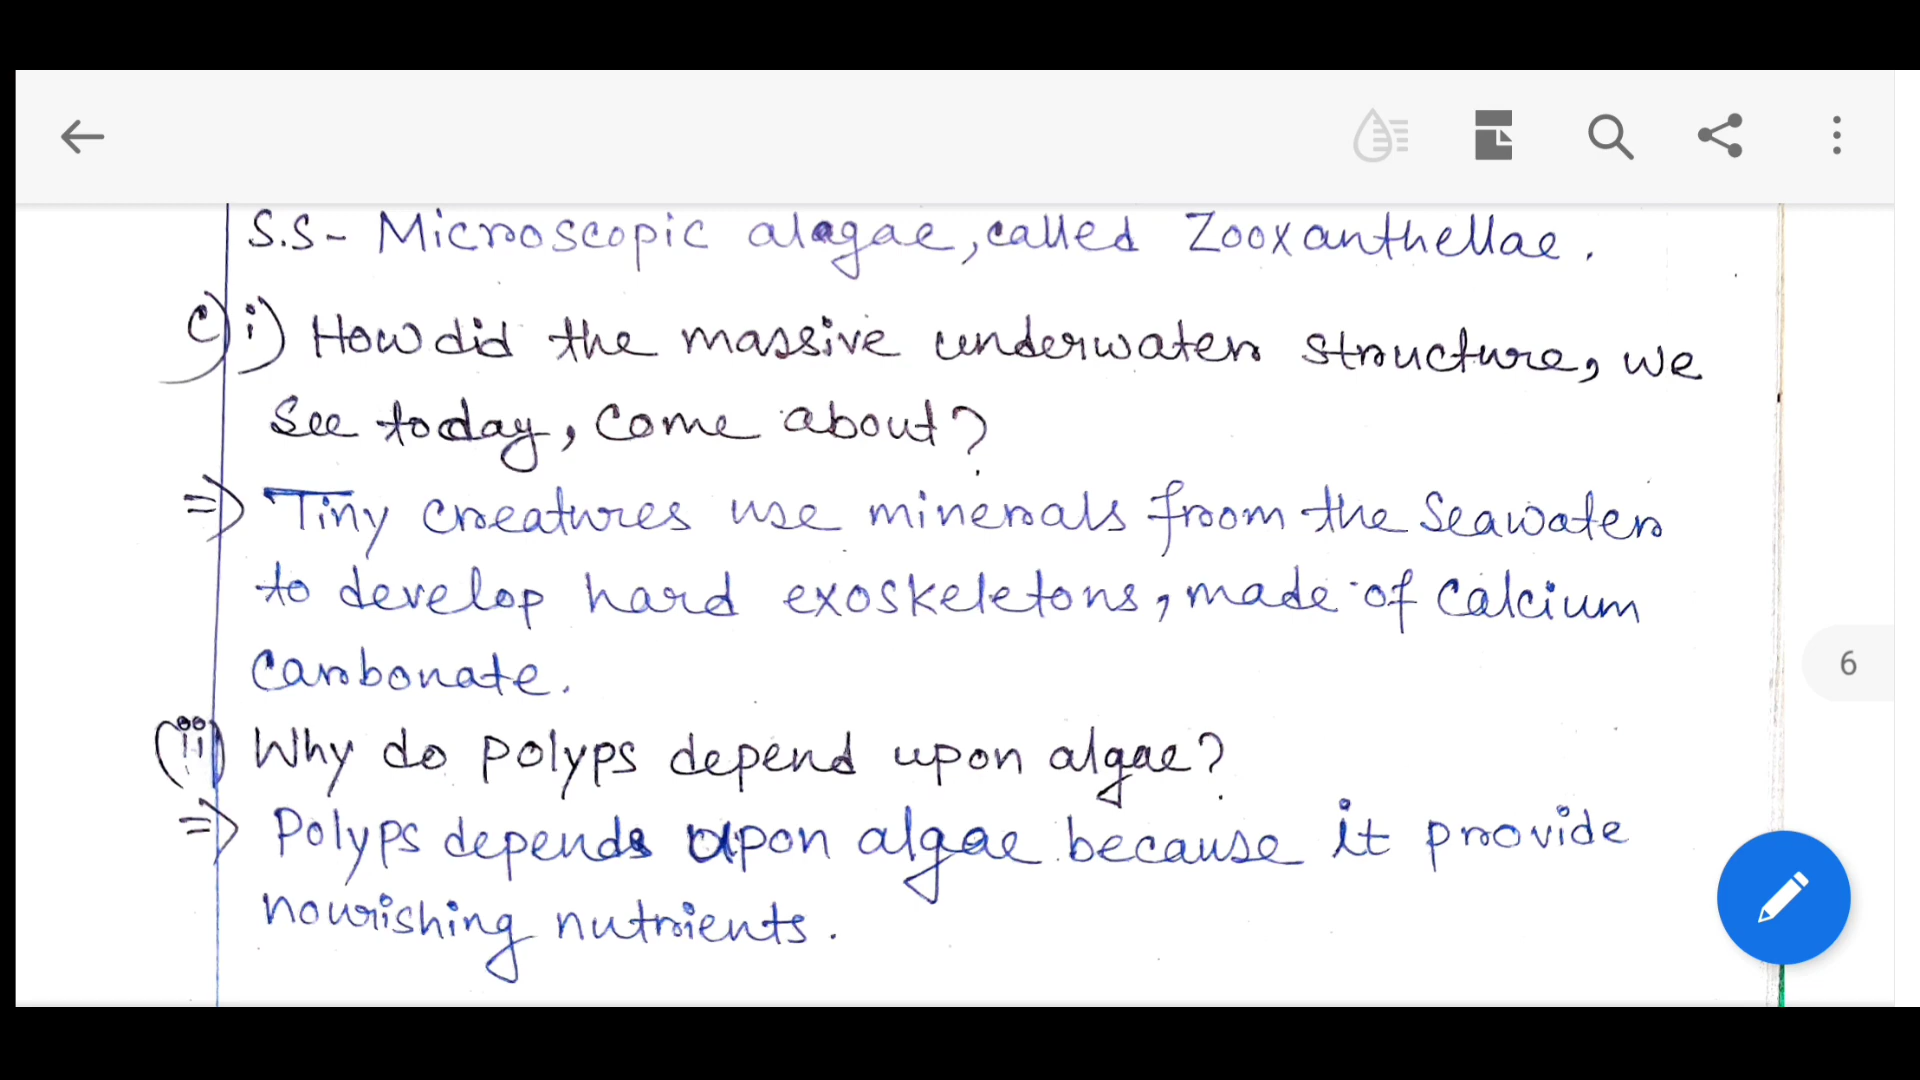 S.S- Microscopic alagae, called Zooxanthellae.
c) i) How did the massive underwater structure, we
see today, come about?
⇒ Tiny creatures use minerals from the seawater
to develop hard exoskeletons, made of Calcium
Carbonate.
(ii) Why do polyps depend upon algae?
⇒ Polyps depends upon algae because it provide
nourishing nutrients.
6